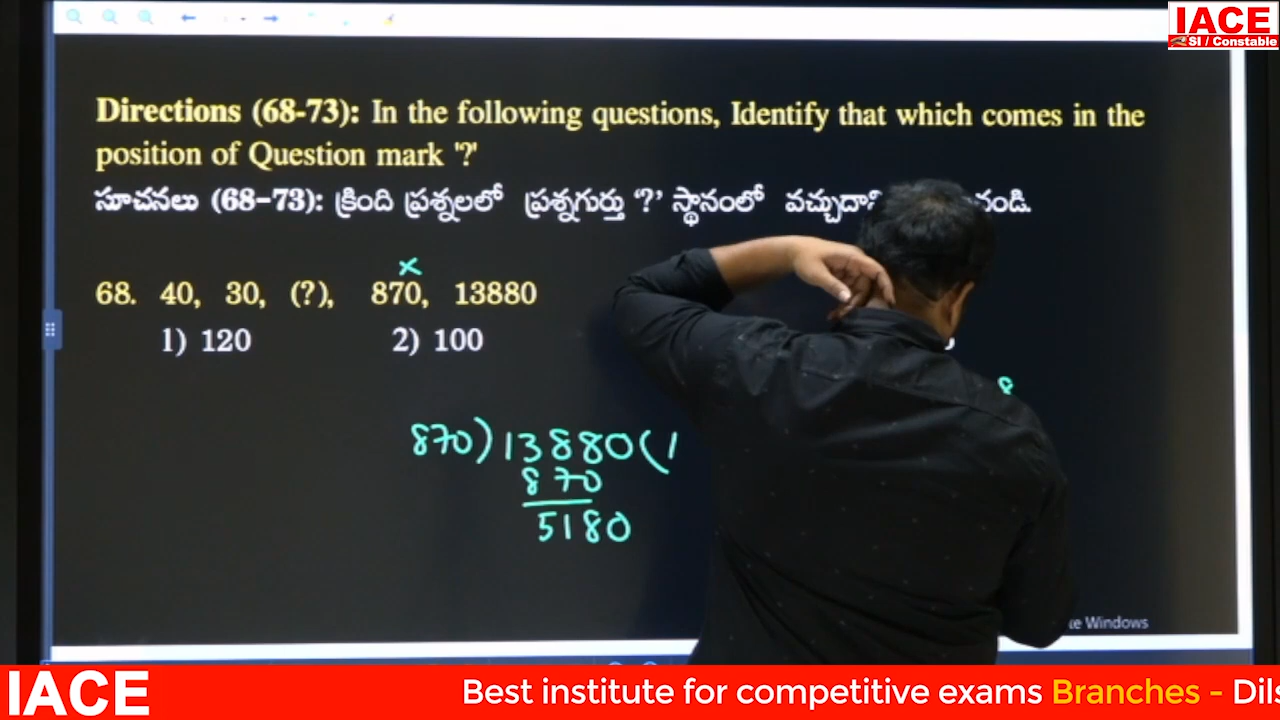 IACE
SI / Constable
Directions (68-73): In the following questions, Identify that which comes in the
position of Question mark '?'
సూచనలు (68-73): క్రింది ప్రశ్నలలో ప్రశ్నగుర్తు '?' స్థానంలో
x
68. 40, 30, (?), 870, 13880
1) 120 2) 100
8
870) 13880 (1
870
5180
Windows
IACE Best institute for competitive exams Branches -